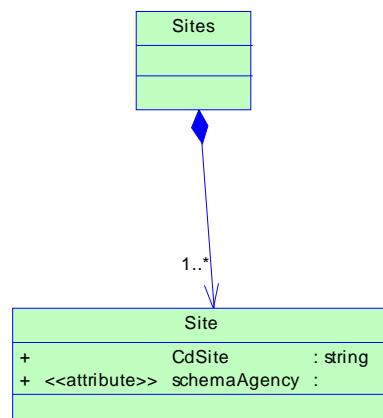 Sites
1..*
Site
+ CdSite : string
+ <<attribute>> schemaAgency :